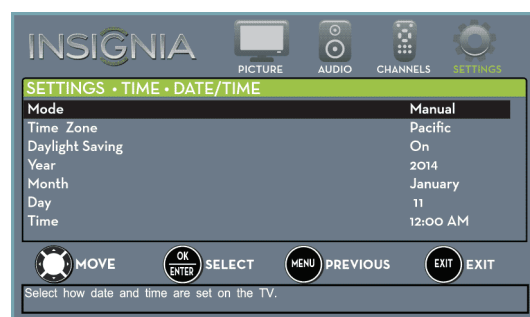 INSIGNIA
PICTURE AUDIO CHANNELS SETTINGS
SETTINGS • TIME • DATE/TIME
Mode Manual
Time Zone Pacific
Daylight Saving On
Year 2014
Month January
Day 11
Time 12:00 AM
MOVE OK ENTER SELECT MENU PREVIOUS EXIT EXIT
Select how date and time are set on the TV.